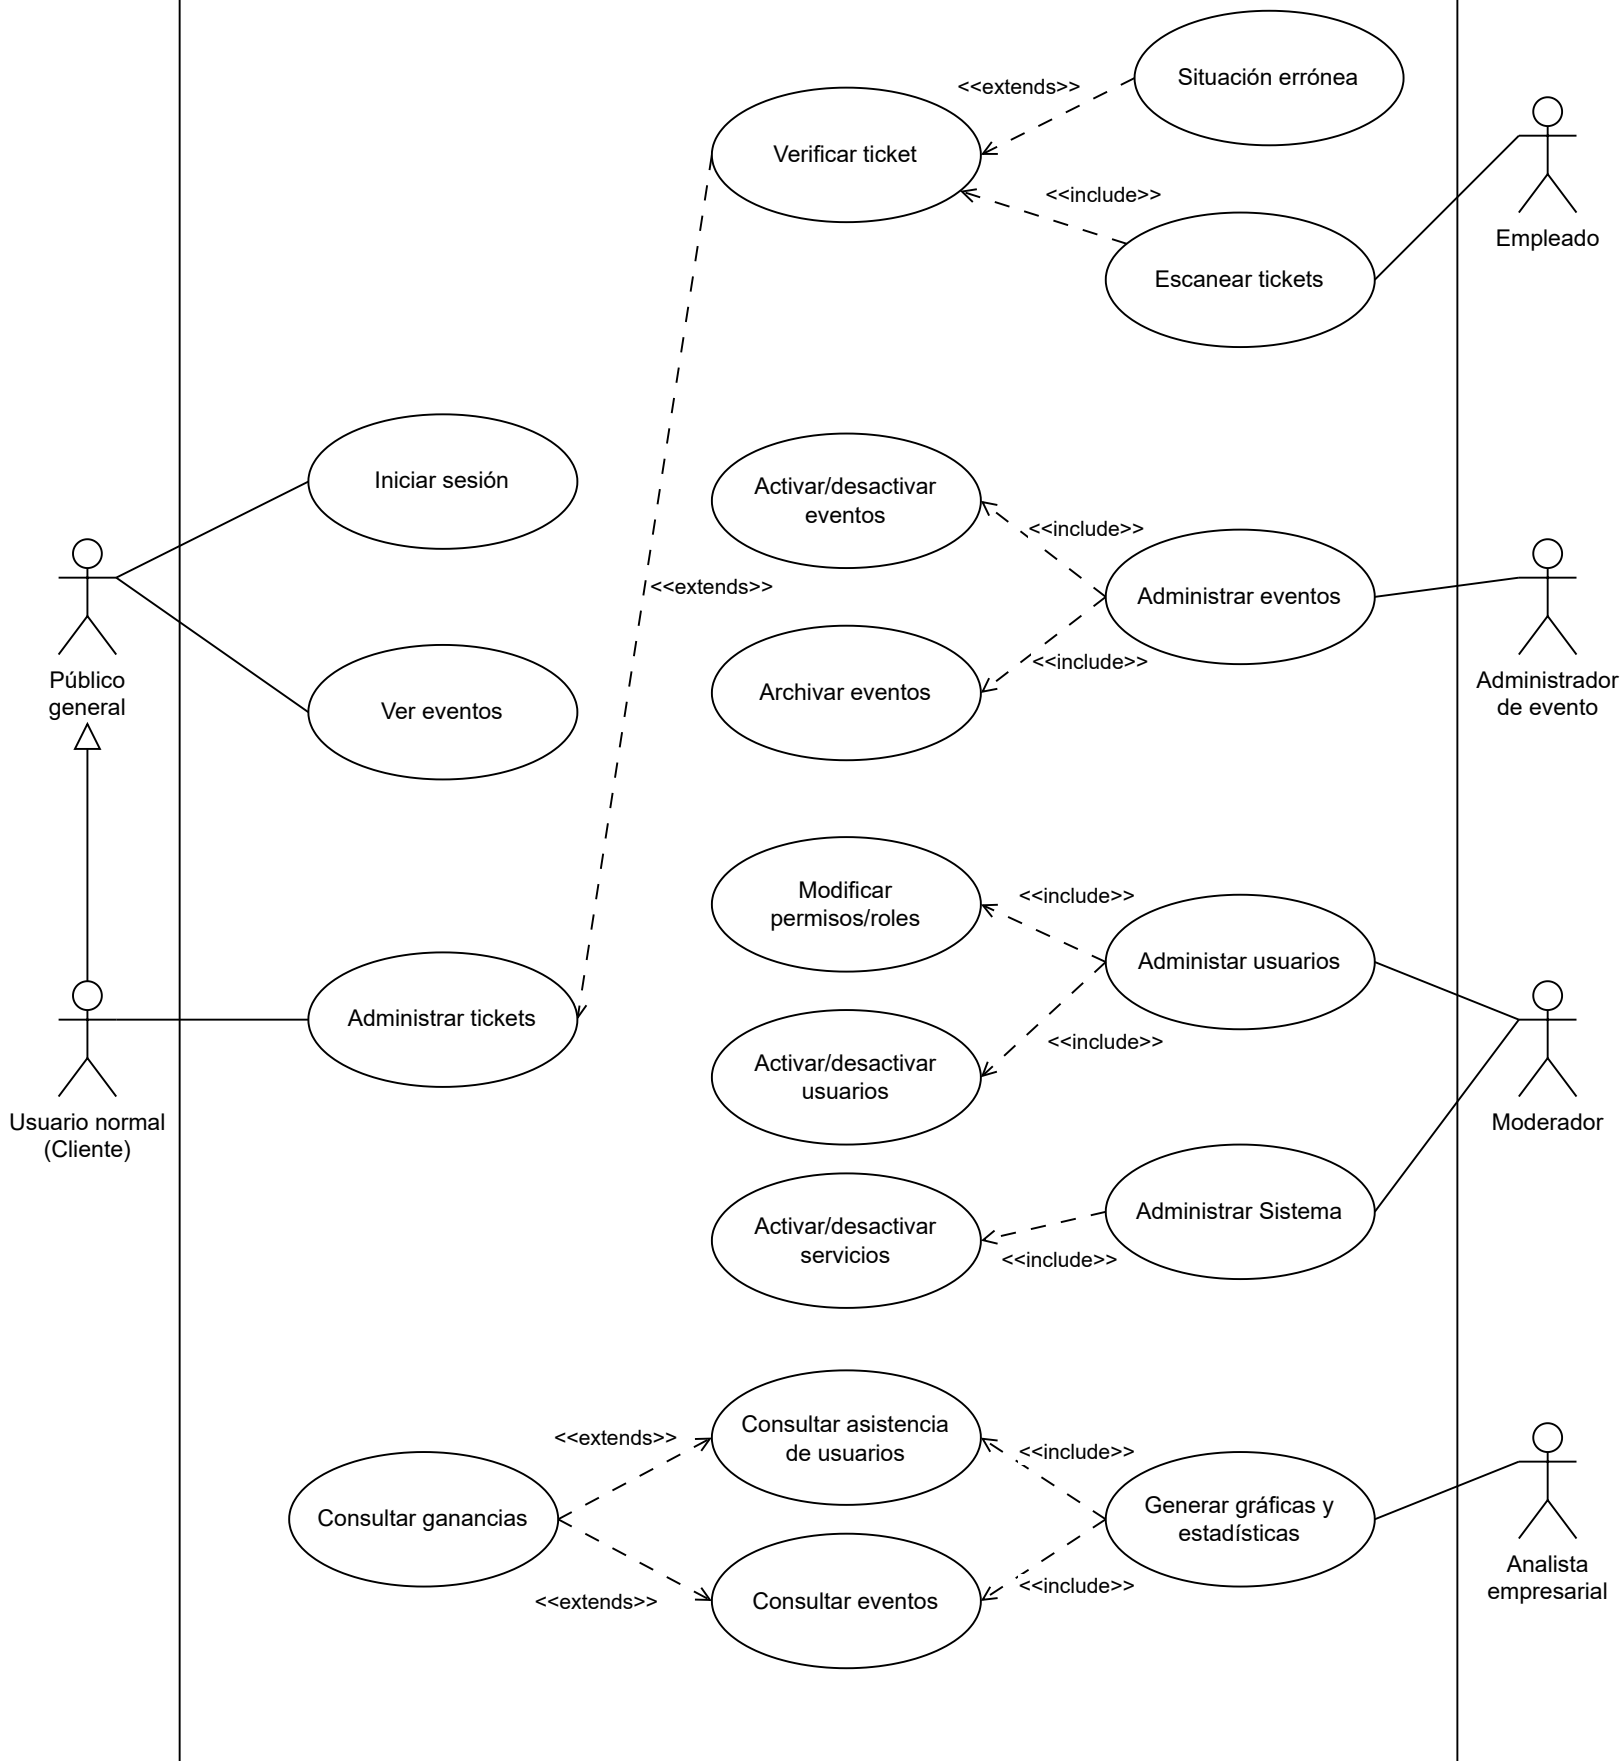 Situación errónea
<<extends>>
Verificar ticket
<<include>>
Empleado
Escanear tickets
Iniciar sesión
Activar/desactivar
eventos
<<include>>
<<extends>>
Administrar eventos
<<include>>
Público
general
Ver eventos
Archivar eventos
Administrador
de evento
Modificar
permisos/roles
<<include>>
Administar usuarios
Administrar tickets
<<include>>
Activar/desactivar
usuarios
Usuario normal
(Cliente)
Moderador
Activar/desactivar
servicios
Administrar Sistema
<<include>>
Consultar asistencia
de usuarios
<<extends>>
<<include>>
Consultar ganancias
Generar gráficas y
estadísticas
<<extends>>
Consultar eventos
<<include>>
Analista
empresarial